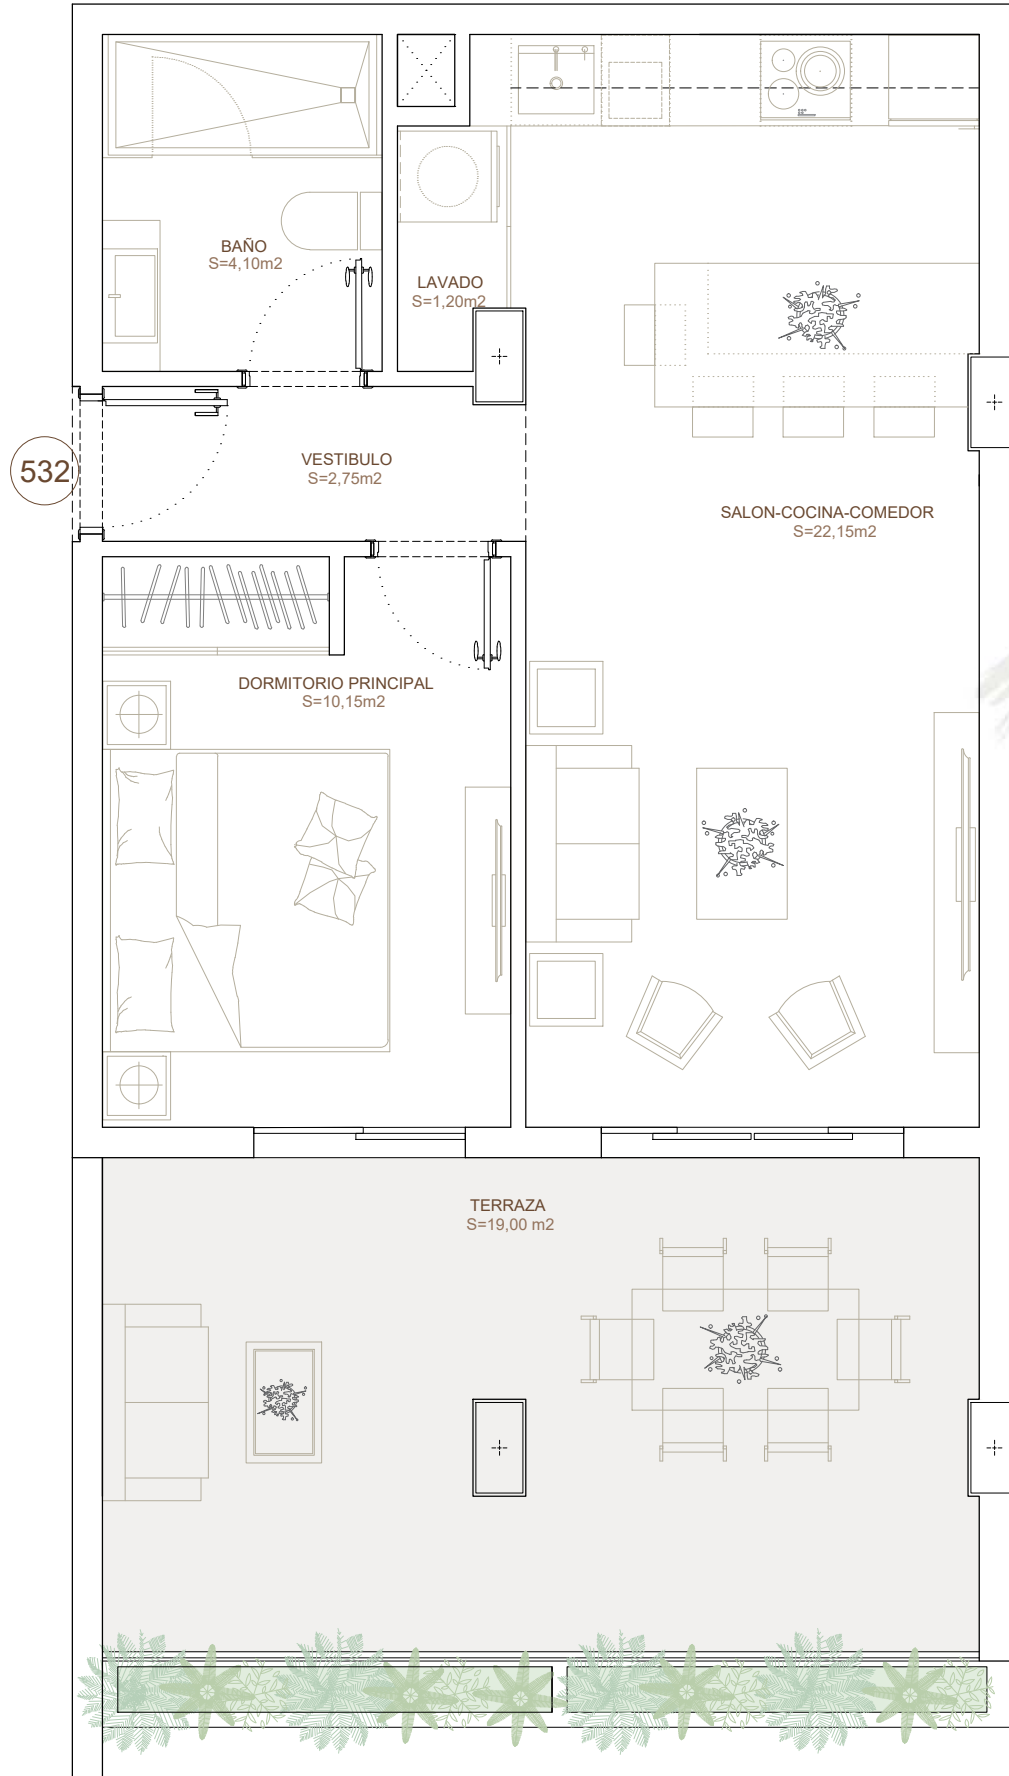 BAÑO
S=4,10m2
LAVADO
S=1,20m2
532
VESTIBULO
S=2,75m2
SALON-COCINA-COMEDOR
S=22,15m2
DORMITORIO PRINCIPAL
S=10,15m2
TERRAZA
S=19,00 m2